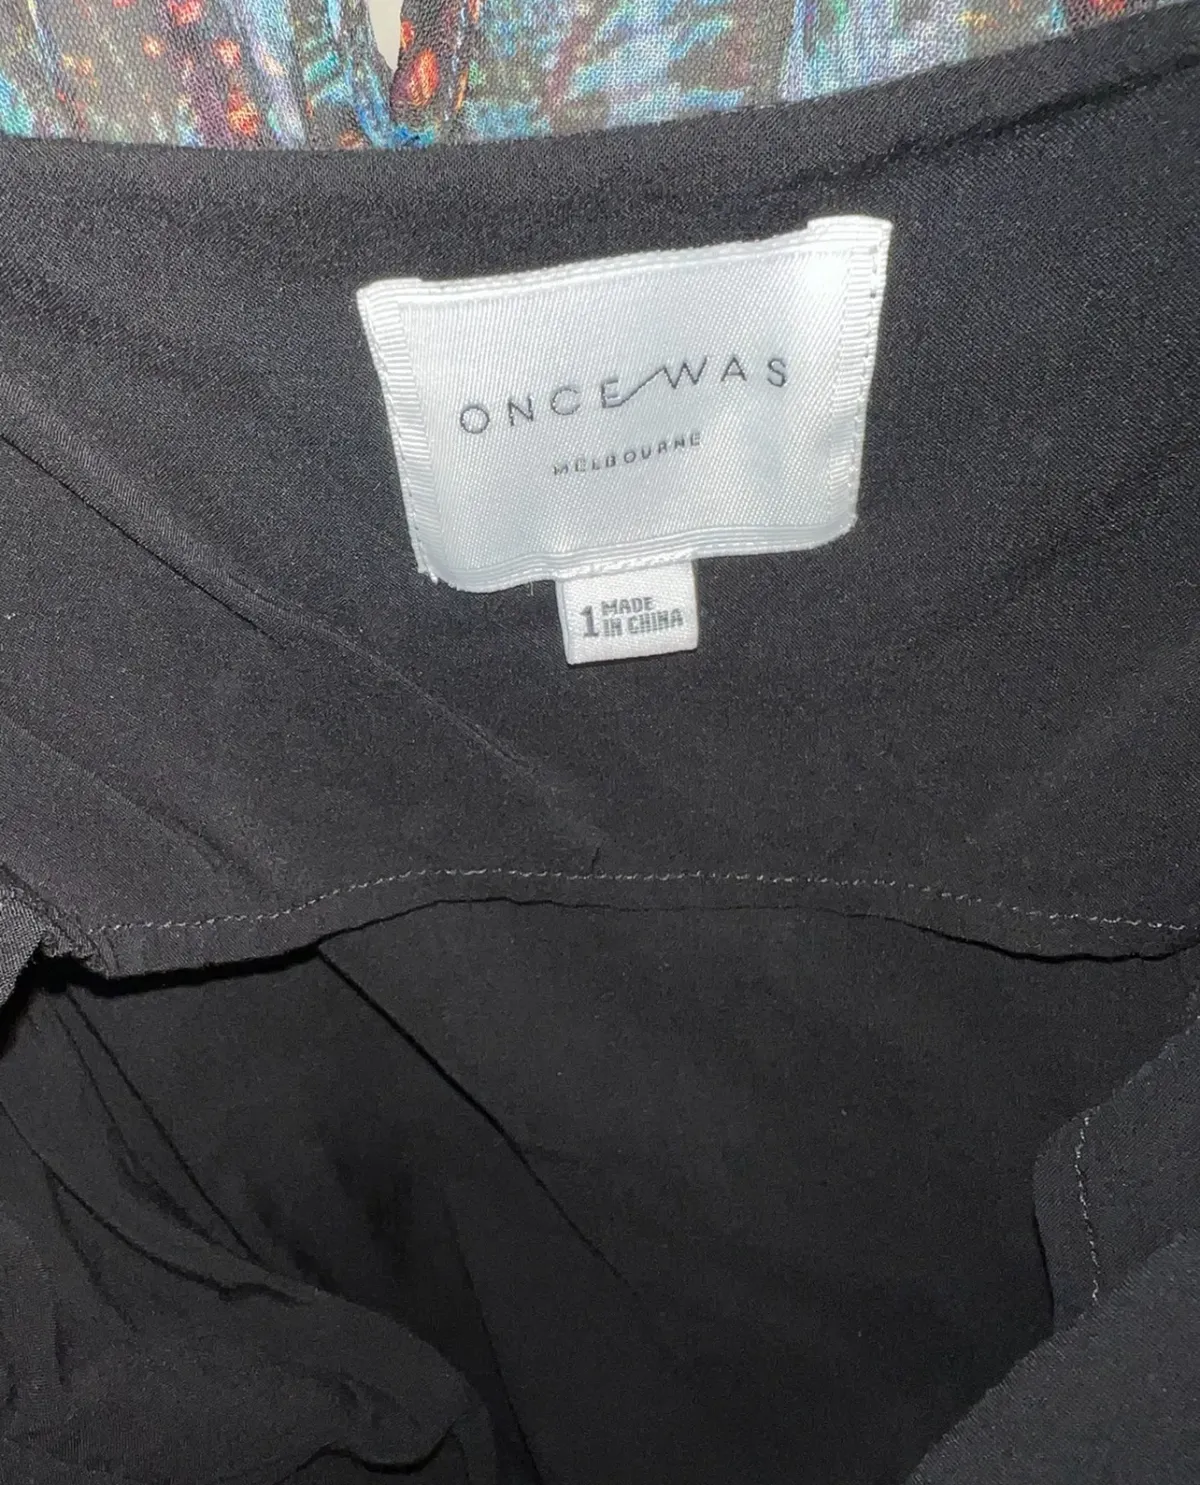 ONCE WAS
MELBOURNE
1 MADE
IN CHINA